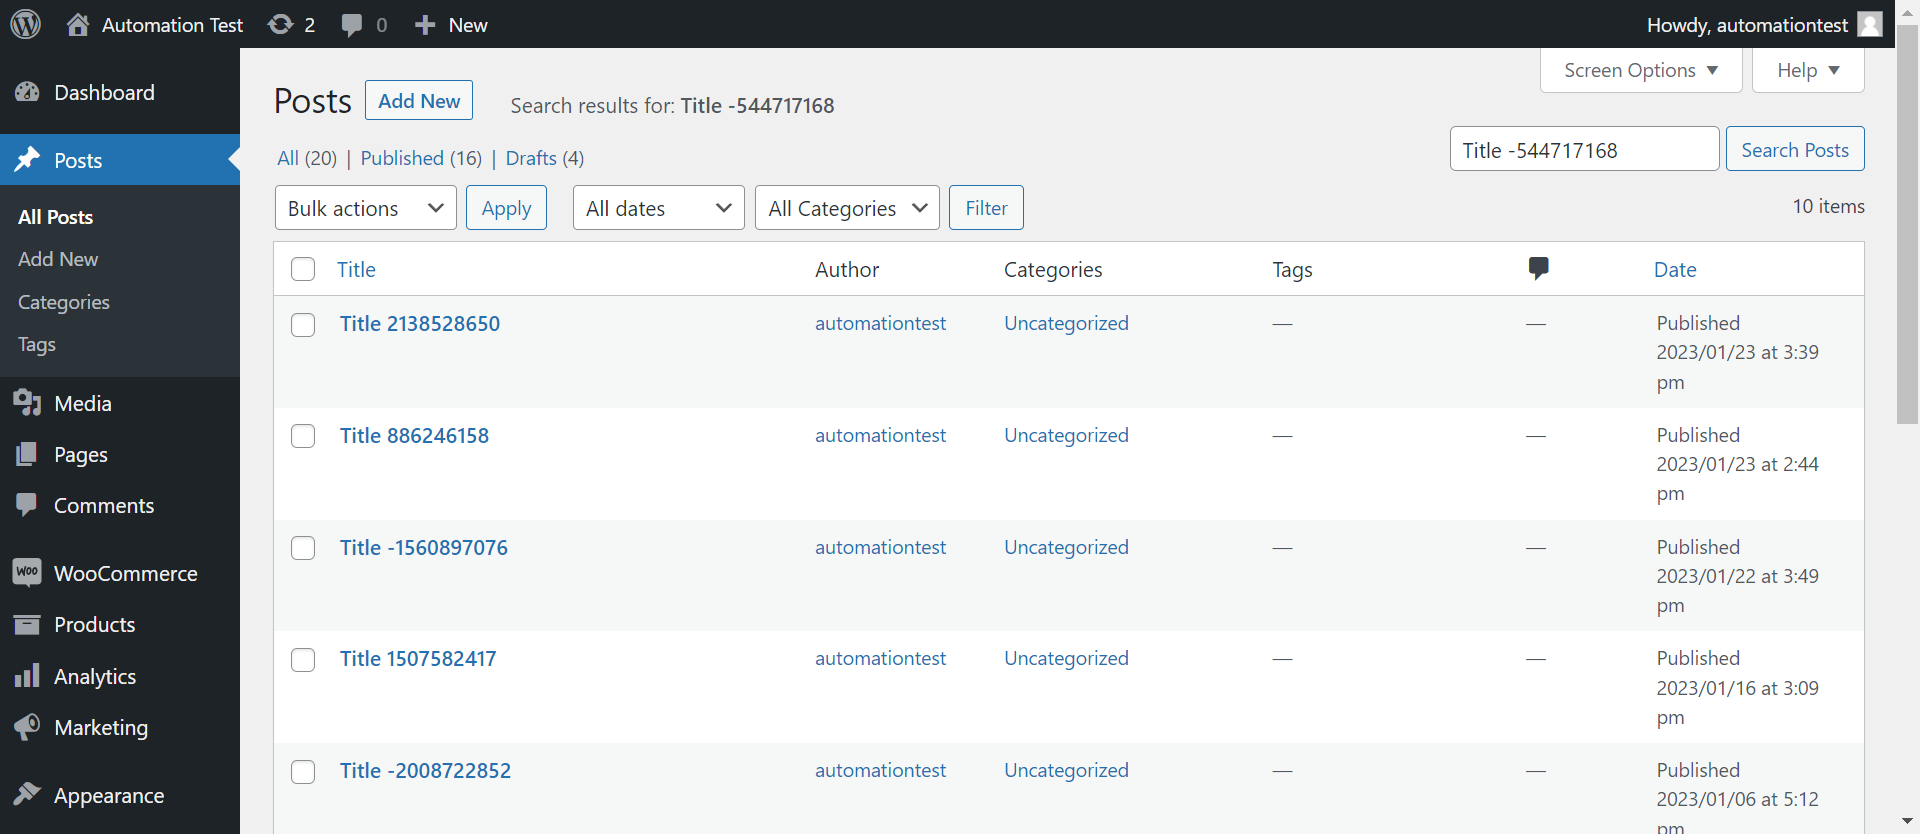 Automation Test 2 0 New Howdy, automationtest
Screen Options Help
Dashboard
Posts
All Posts
Add New
Categories
Tags
Media
Pages
Comments
WOO WooCommerce
Products
Analytics
Marketing
Appearance
Posts Add New Search results for: Title -544717168
All (20) | Published (16) | Drafts (4)
Title -544717168 Search Posts
Bulk actions Apply All dates All Categories Filter 10 items
Title Author Categories Tags Date
Title 2138528650 automationtest Uncategorized — — Published
2023/01/23 at 3:39
pm
Title 886246158 automationtest Uncategorized — — Published
2023/01/23 at 2:44
pm
Title -1560897076 automationtest Uncategorized — — Published
2023/01/22 at 3:49
pm
Title 1507582417 automationtest Uncategorized — — Published
2023/01/16 at 3:09
pm
Title -2008722852 automationtest Uncategorized — — Published
2023/01/06 at 5:12
pm